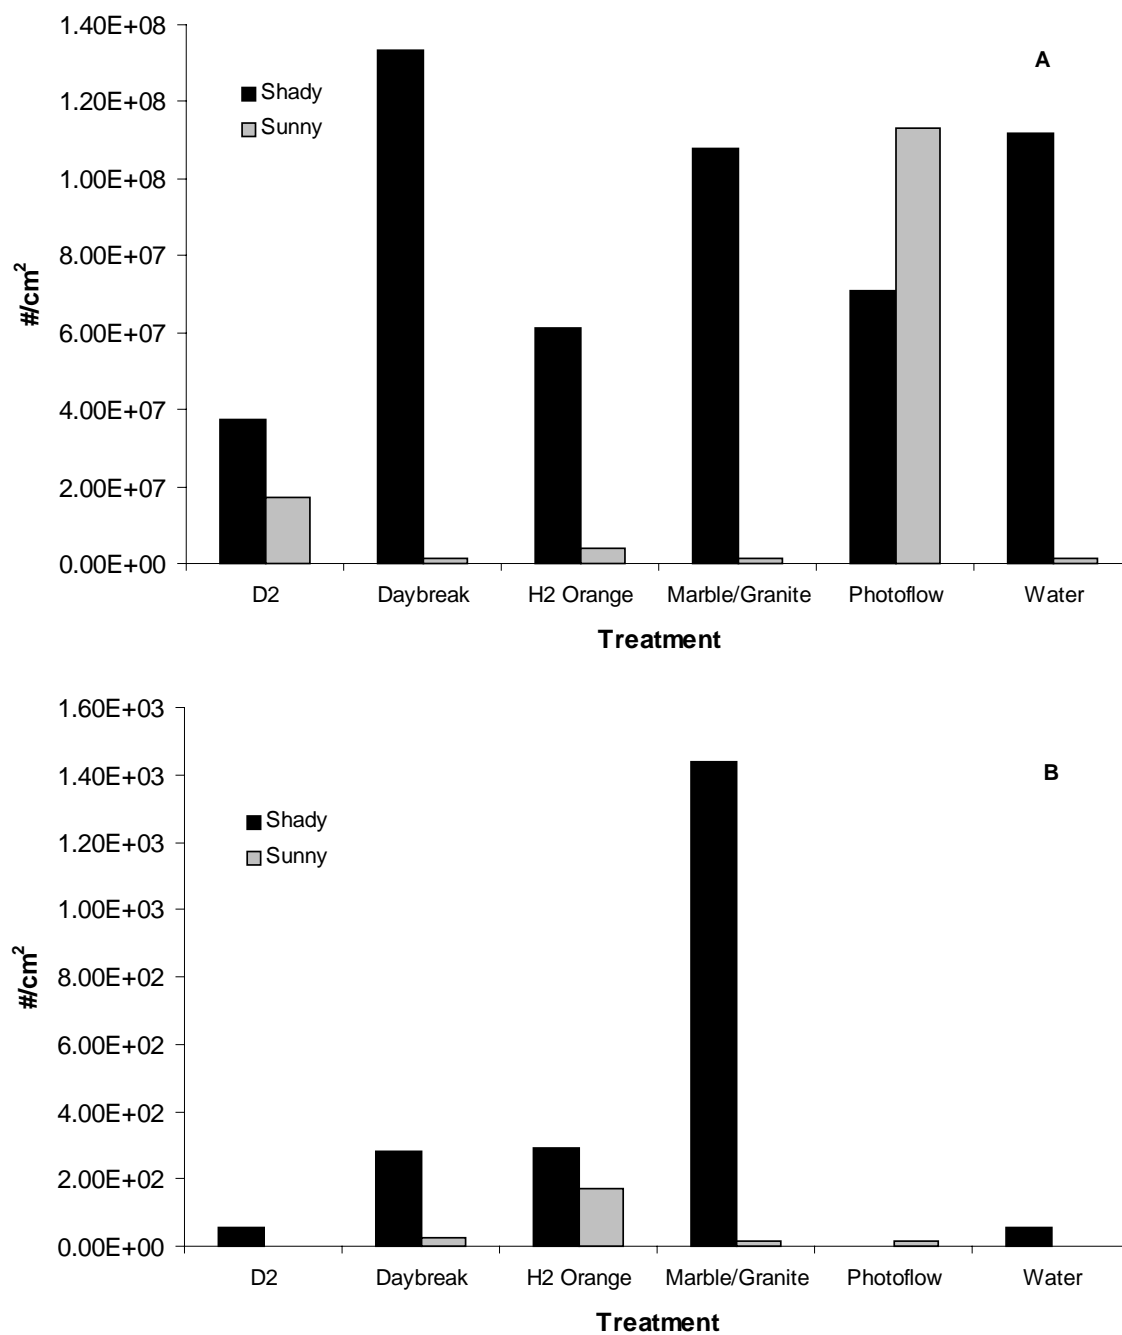 1.40E+08
A
Shady
1.20E+08
Sunny
1.00E+08
8.00E+07
#/cm²
6.00E+07
4.00E+07
2.00E+07
0.00E+00
D2 Daybreak H2 Orange Marble/Granite Photoflow Water
Treatment
1.60E+03
1.40E+03
B
Shady
1.20E+03
Sunny
1.00E+03
8.00E+02
#/cm²
6.00E+02
4.00E+02
2.00E+02
0.00E+00
D2 Daybreak H2 Orange Marble/Granite Photoflow Water
Treatment